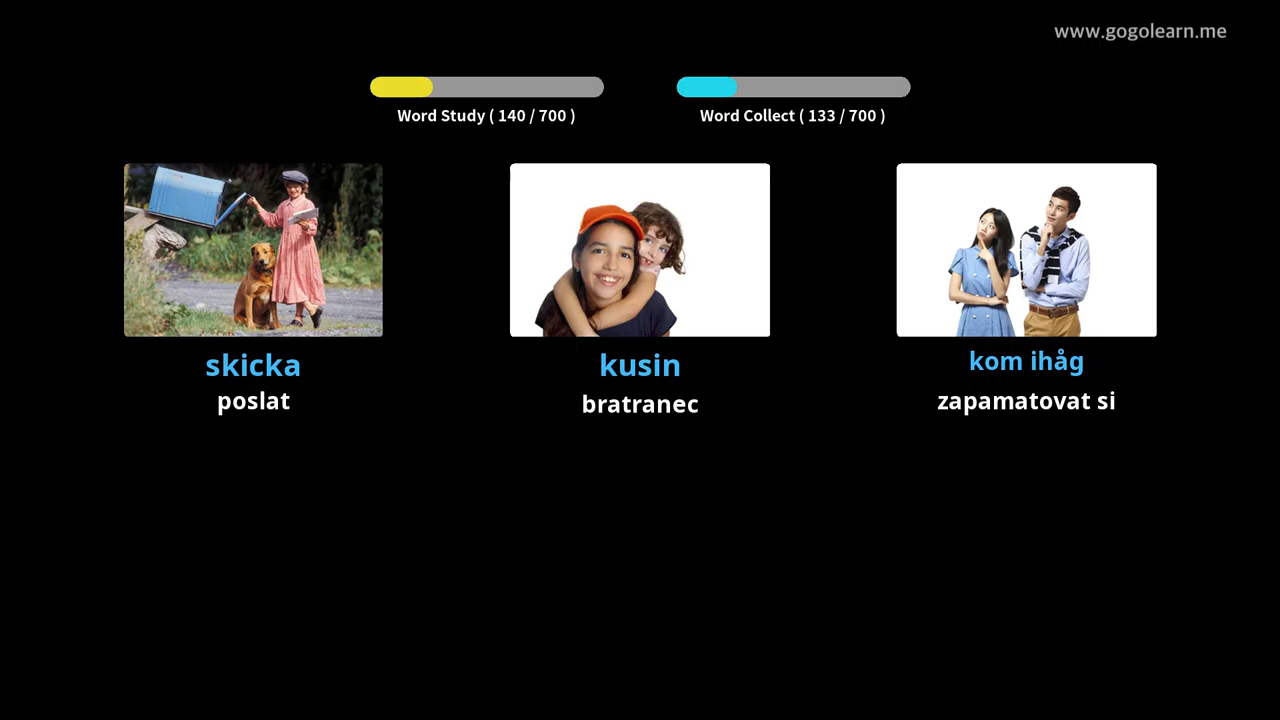 www.gogolearn.me
Word Study ( 140 / 700 )
Word Collect ( 133 / 700 )
skicka
poslat
kusin
bratranec
kom ihåg
zapamatovat si